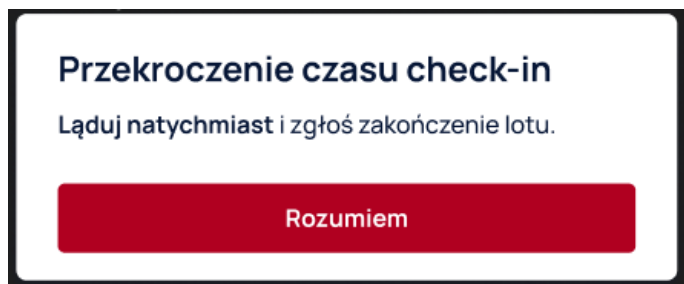 Przekroczenie czasu check-in
Ląduj natychmiast i zgłoś zakończenie lotu.
Rozumiem